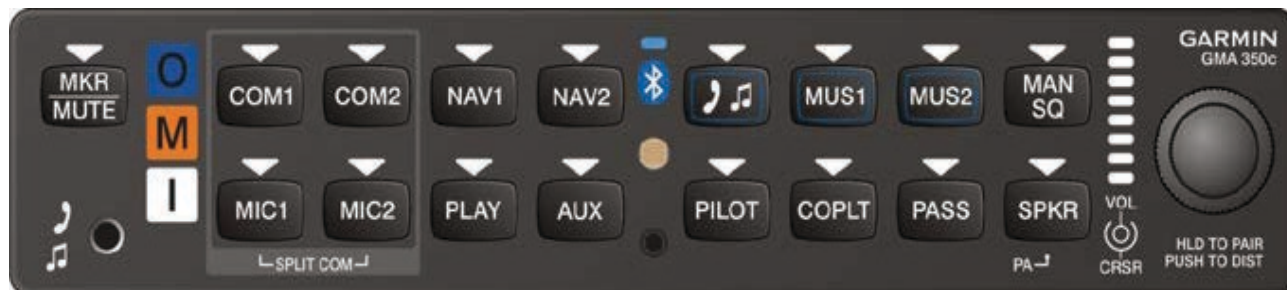 MKR
MUTE
O
M
I
COM1
COM2
NAV1
NAV2
MUS1
MUS2
MAN
SQ
GARMIN
GMA 350c
MIC1
MIC2
PLAY
AUX
PILOT
COPLT
PASS
SPKR
VOL
SPLIT COM
PA
CRSR
HLD TO PAIR
PUSH TO DIST